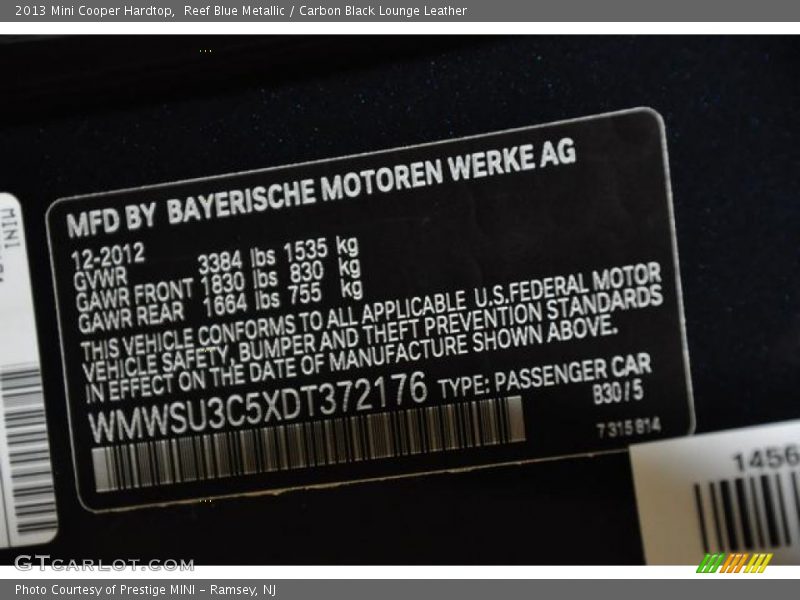 2013 Mini Cooper Hardtop,  Reef Blue Metallic / Carbon Black Lounge Leather
MINI
MFD BY BAYERISCHE MOTOREN WERKE AG
12-2012
GVWR 3384 lbs 1535 kg
GAWR FRONT 1830 lbs 830 kg
GAWR REAR 1664 lbs 755 kg
THIS VEHICLE CONFORMS TO ALL APPLICABLE U.S.FEDERAL MOTOR
VEHICLE SAFETY, BUMPER AND THEFT PREVENTION STANDARDS
IN EFFECT ON THE DATE OF MANUFACTURE SHOWN ABOVE.
WMWSU3C5XDT372176 TYPE: PASSENGER CAR
B30/5
7315814
1456
GTCARLOT.COM
Photo Courtesy of Prestige MINI - Ramsey, NJ